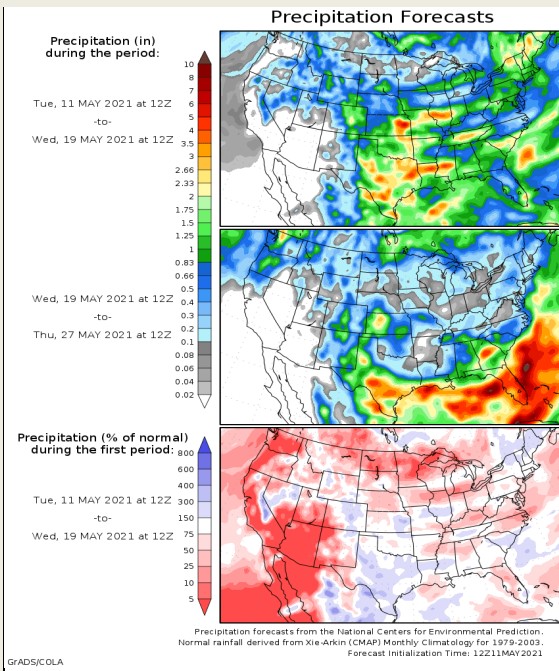 Precipitation Forecasts
Precipitation (in)
during the period:
Tue, 11 MAY 2021 at 12Z
-to-
Wed, 19 MAY 2021 at 12Z
10
8
7
6
5
4
3.5
3
2.66
2.33
2
1.75
1.5
1.25
1
0.83
0.66
0.5
0.4
0.3
0.2
0.1
0.08
0.06
0.04
0.02
Wed, 19 MAY 2021 at 12Z
-to-
Thu, 27 MAY 2021 at 12Z
Precipitation (% of normal)
during the first period:
Tue, 11 MAY 2021 at 12Z
-to-
Wed, 19 MAY 2021 at 12Z
800
600
400
300
150
75
50
25
10
5
Precipitation forecasts from the National Centers for Environmental Prediction.
Normal rainfall derived from Xie-Arkin (CMAP) Monthly Climatology for 1979-2003.
Forecast Initialization Time: 12Z11MAY2021
GrADS/COLA